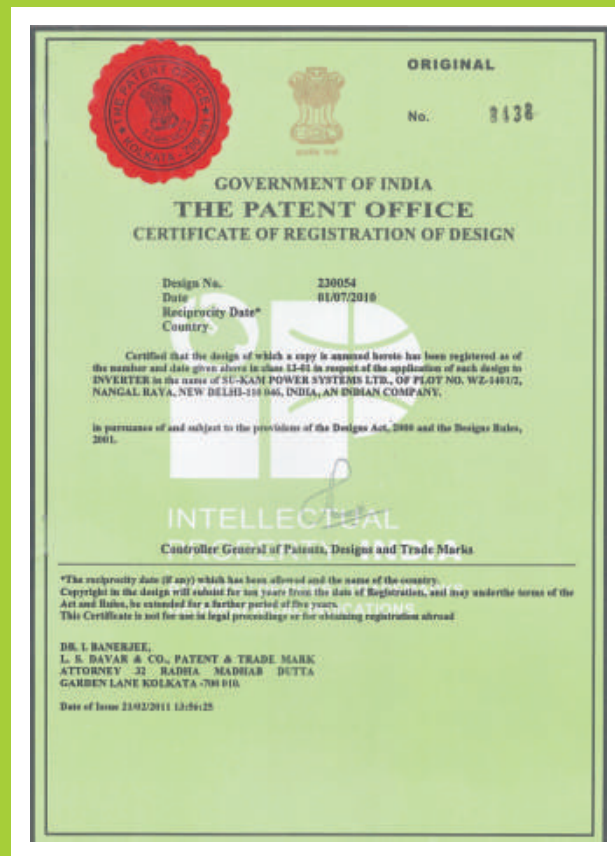 THE PATENT OFFICE
KOLKATA - 700 091
ORIGINAL
No. 8438
GOVERNMENT OF INDIA
THE PATENT OFFICE
CERTIFICATE OF REGISTRATION OF DESIGN
Design No. 230054
Date 01/07/2010
Reciprocity Date*
Country
Certified that the design of which a copy is annexed hereto has been registered as of
the number and date given above in class 13-01 in respect of the application of such design to
INVERTER in the name of SU-KAM POWER SYSTEMS LTD., OF PLOT NO. WZ-1401/2,
NANGAL RAYA, NEW DELHI-110 046, INDIA, AN INDIAN COMPANY.
in pursuance of and subject to the provisions of the Designs Act, 2000 and the Designs Rules,
2001.
INTELLECTUAL
PROPERTY INDIA
Controller General of Patents, Designs and Trade Marks
*The reciprocity date (if any) which has been allowed and the name of the country.
Copyright in the design will subsist for ten years from the date of Registration, and may underthe terms of the
Act and Rules, be extended for a further period of five years.
This Certificate is not for use in legal proceedings or for obtaining registration abroad
DR. I. BANERJEE,
L. S. DAVAR & CO., PATENT & TRADE MARK
ATTORNEY 32 RADHA MADHAB DUTTA
GARDEN LANE KOLKATA -700 010.
Date of Issue 21/02/2011 13:56:25